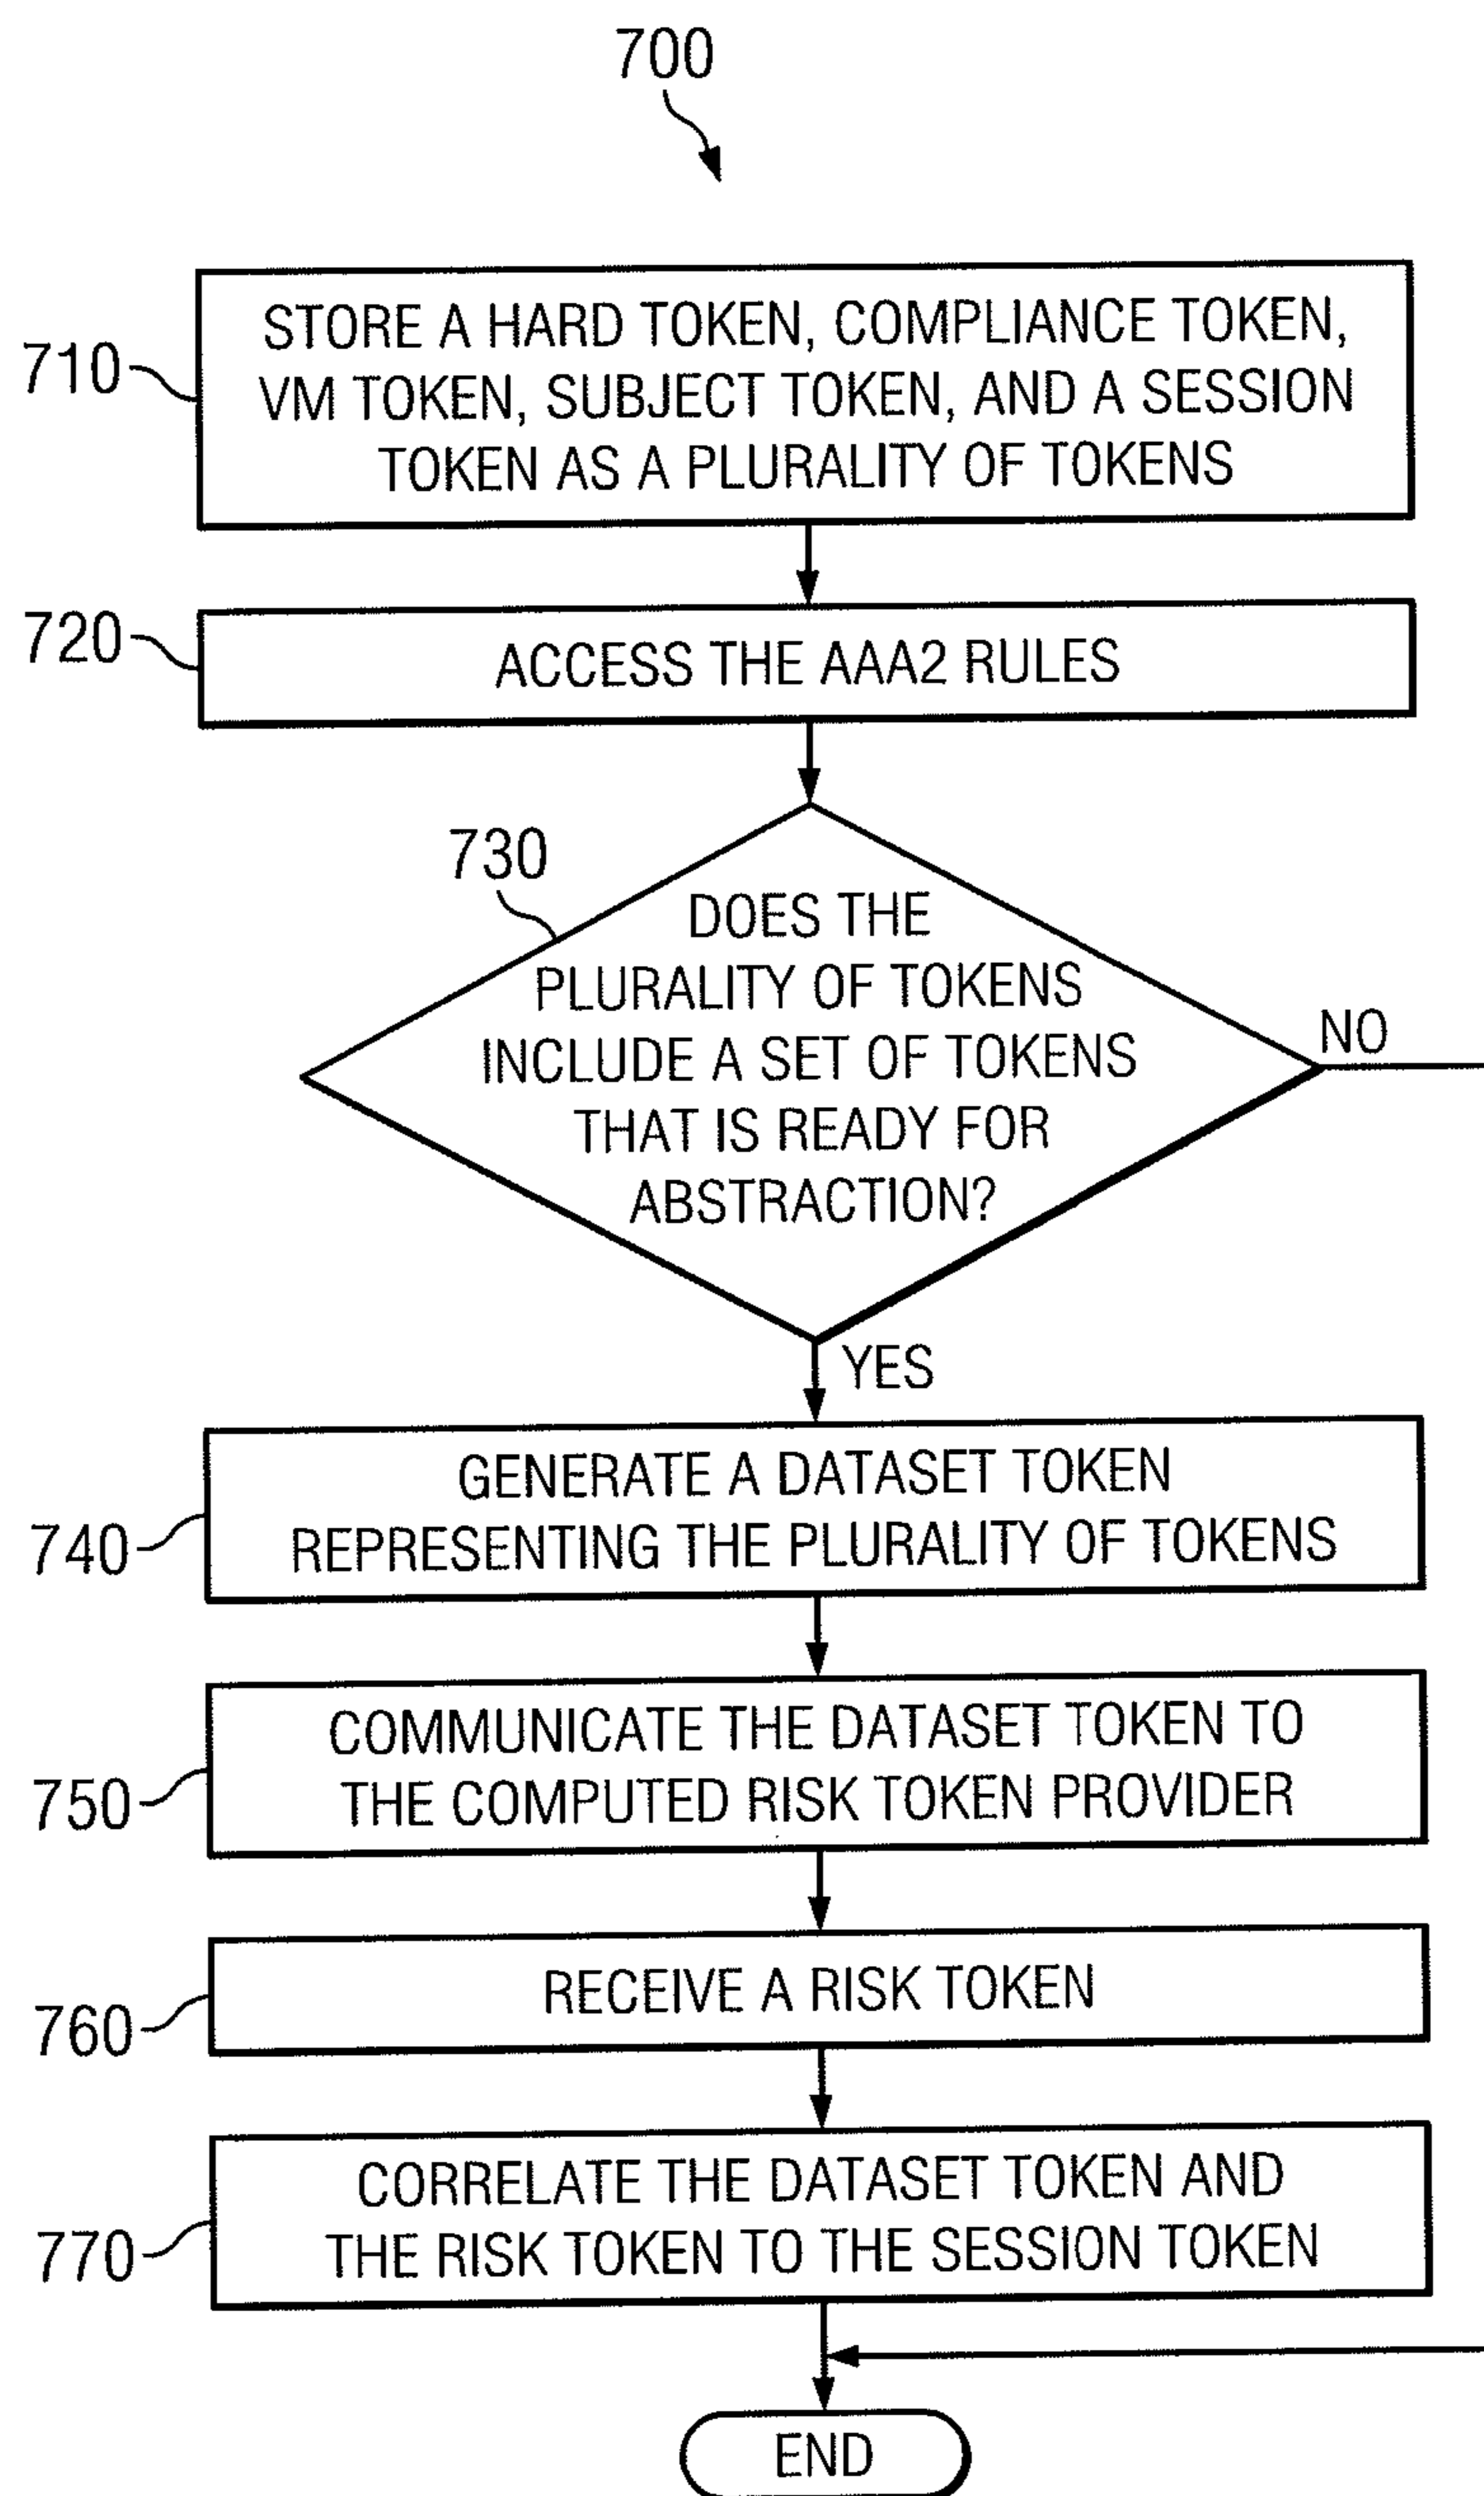 700
710
STORE A HARD TOKEN, COMPLIANCE TOKEN,
VM TOKEN, SUBJECT TOKEN, AND A SESSION
TOKEN AS A PLURALITY OF TOKENS
720
ACCESS THE AAA2 RULES
730
DOES THE
PLURALITY OF TOKENS
INCLUDE A SET OF TOKENS
THAT IS READY FOR
ABSTRACTION?
NO
YES
740
GENERATE A DATASET TOKEN
REPRESENTING THE PLURALITY OF TOKENS
750
COMMUNICATE THE DATASET TOKEN TO
THE COMPUTED RISK TOKEN PROVIDER
760
RECEIVE A RISK TOKEN
770
CORRELATE THE DATASET TOKEN AND
THE RISK TOKEN TO THE SESSION TOKEN
END